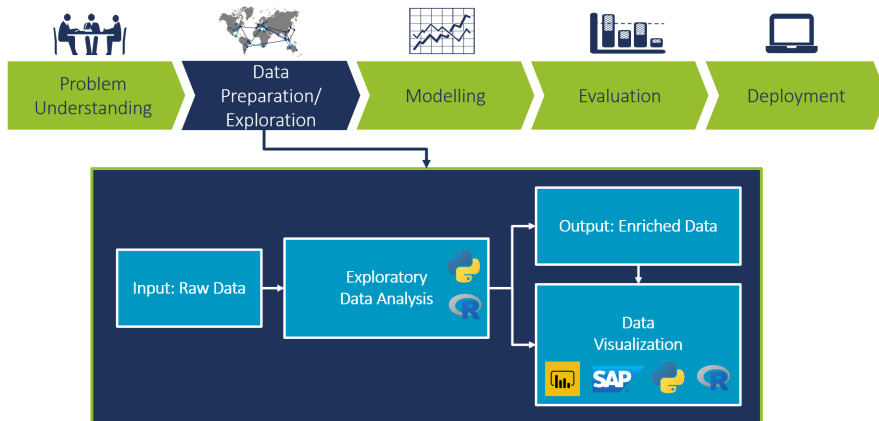 Problem
Understanding
Data
Preparation/
Exploration
Modelling
Evaluation
Deployment
Input: Raw Data
Exploratory
Data Analysis
R
Output: Enriched Data
Data
Visualization
SAP
R